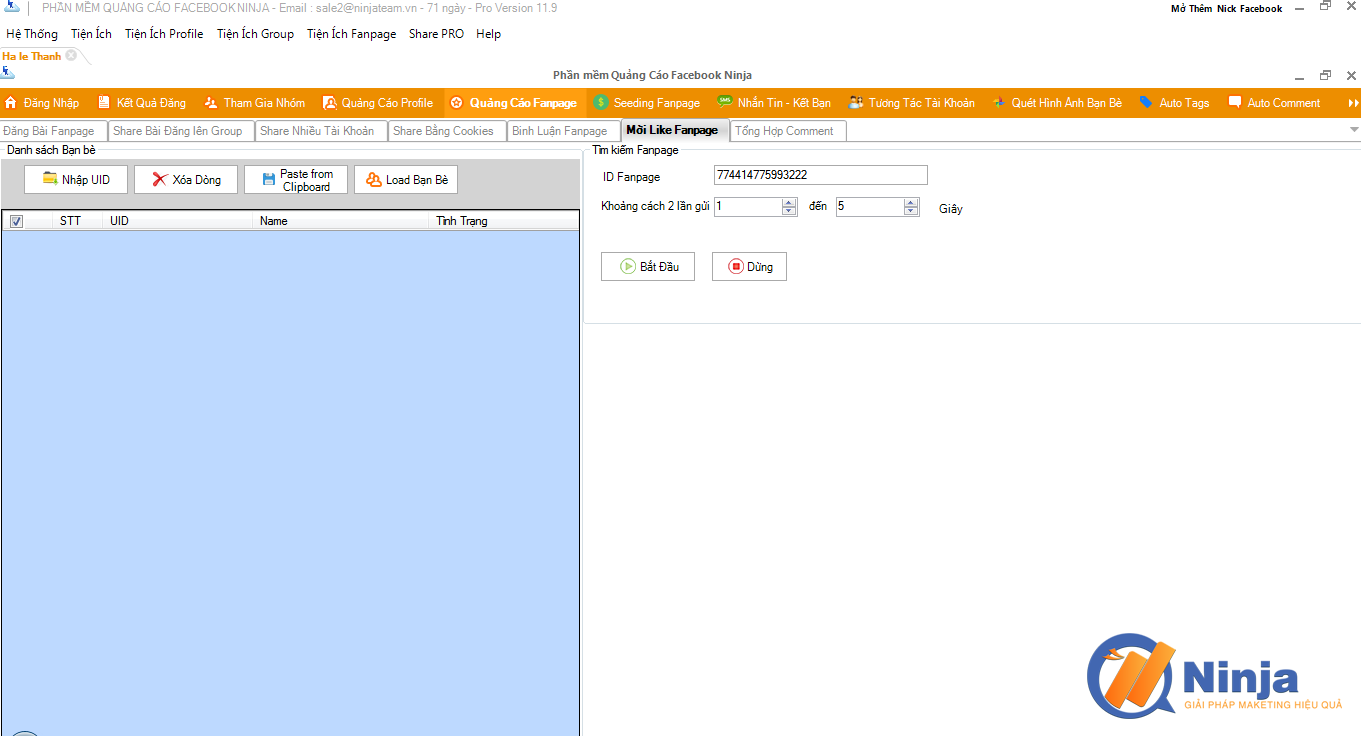 PHẦN MỀM QUẢNG CÁO FACEBOOK NINJA - Email : sale2@ninjateam.vn - 71 ngày - Pro Version 11.9
Mở Thêm Nick Facebook
Hệ Thống Tiện Ích Tiện Ích Profile Tiện Ích Group Tiện Ích Fanpage Share PRO Help
Ha le Thanh
Phần mềm Quảng Cáo Facebook Ninja
Đăng Nhập Kết Quả Đăng Tham Gia Nhóm Quảng Cáo Profile Quảng Cáo Fanpage Seeding Fanpage Nhắn Tin - Kết Bạn Tương Tác Tài Khoản Quét Hình Ảnh Bạn Bè Auto Tags Auto Comment
Đăng Bài Fanpage Share Bài Đăng lên Group Share Nhiều Tài Khoản Share Bằng Cookies Bình Luận Fanpage Mời Like Fanpage Tổng Hợp Comment
Danh sách Bạn bè
Nhập UID Xóa Dòng Paste from Clipboard Load Bạn Bè
STT UID Name Tình Trạng
Tìm kiếm Fanpage
ID Fanpage 774414775993222
Khoảng cách 2 lần gửi 1 đến 5 Giây
Bắt Đầu Dừng
Ninja
GIẢI PHÁP MAKETING HIỆU QUẢ